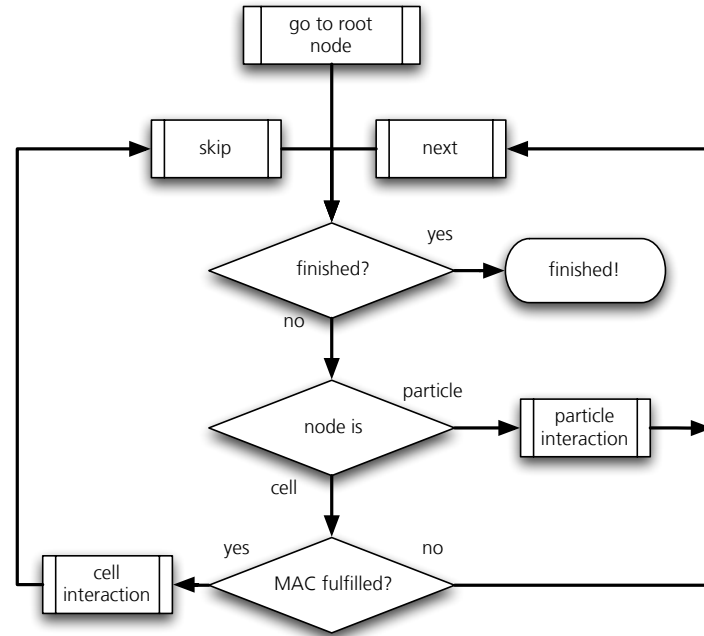 go to root
node
skip
next
yes
finished?
finished!
no
particle
node is
particle
interaction
cell
yes
no
cell
interaction
MAC fulfilled?